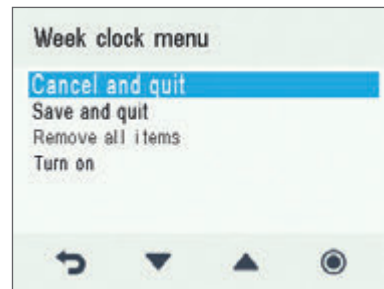 Week clock menu
Cancel and quit
Save and quit
Remove all items
Turn on